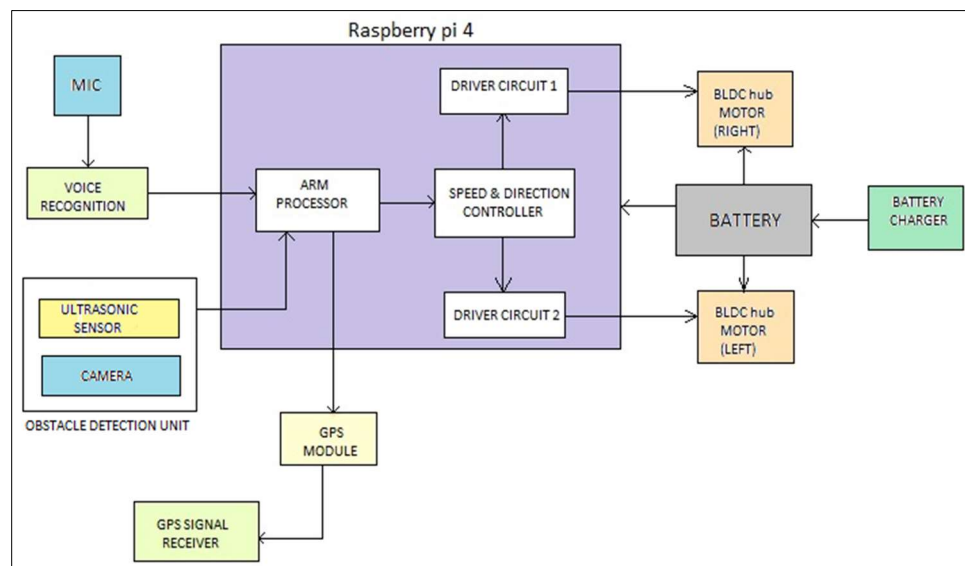 Raspberry pi 4
MIC
VOICE
RECOGNITION
ULTRASONIC
SENSOR
CAMERA
OBSTACLE DETECTION UNIT
ARM
PROCESSOR
DRIVER CIRCUIT 1
SPEED & DIRECTION
CONTROLLER
DRIVER CIRCUIT 2
BLDC hub
MOTOR
(RIGHT)
BATTERY
BATTERY
CHARGER
BLDC hub
MOTOR
(LEFT)
GPS
MODULE
GPS SIGNAL
RECEIVER